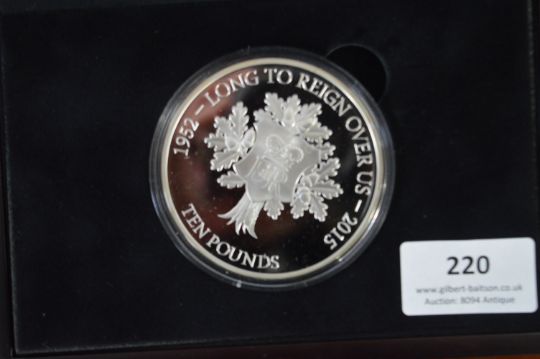 1952 – LONG TO REIGN OVER US – 2015
TEN POUNDS
220
www.gilbert-baitson.co.uk
Auction: 8094 Antique